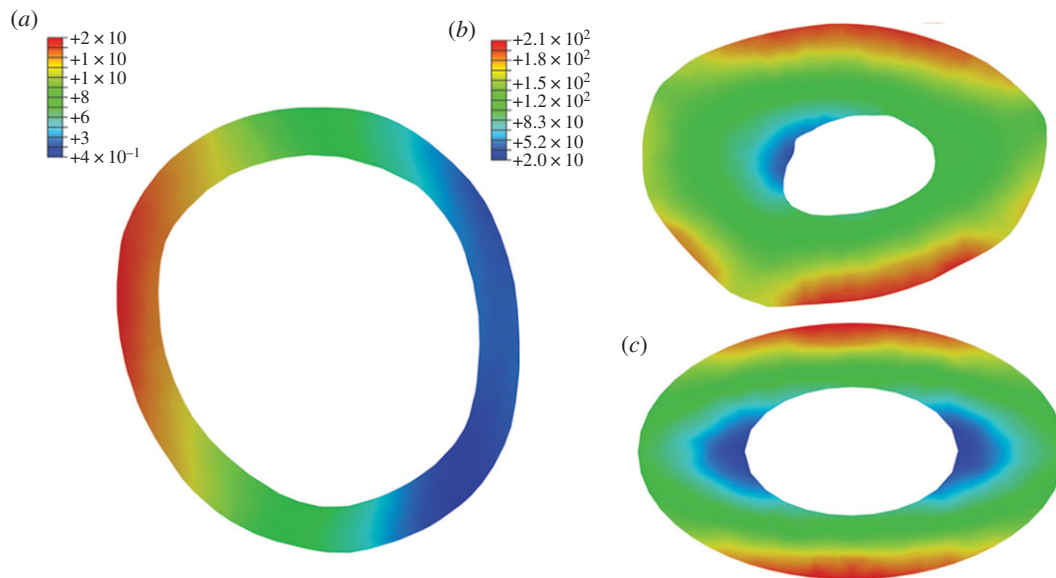 (a)
+2 × 10
+1 × 10
+1 × 10
+8
+6
+3
+4 × 10⁻¹
(b)
+2.1 × 10²
+1.8 × 10²
+1.5 × 10²
+1.2 × 10²
+8.3 × 10
+5.2 × 10
+2.0 × 10
(c)